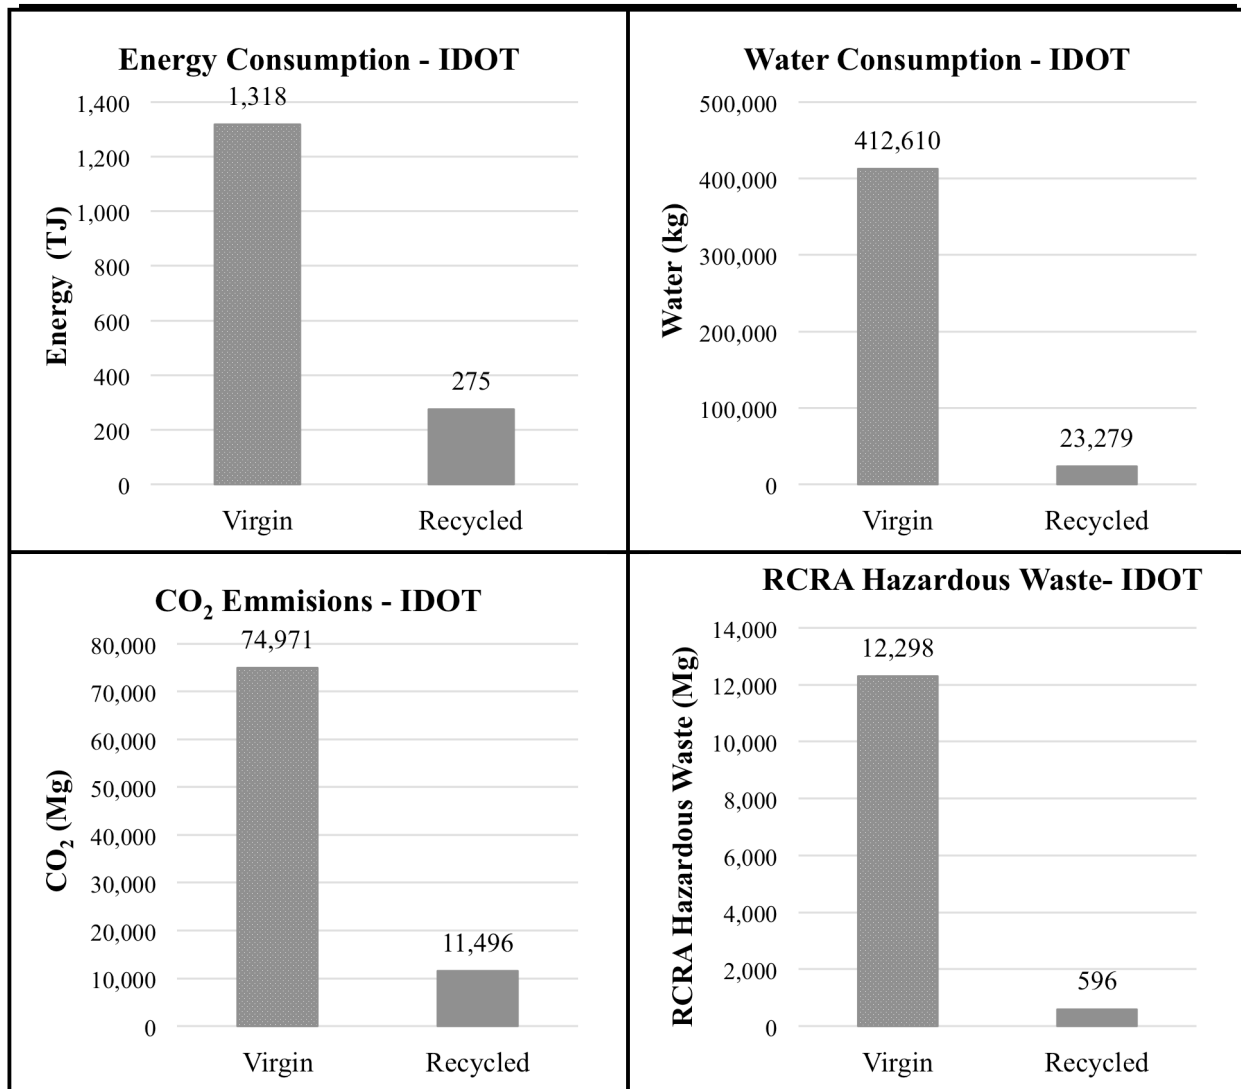 Energy Consumption - IDOT
1,400
1,318
1,200
1,000
800
600
400
275
200
0
Energy (TJ)
Virgin
Recycled
Water Consumption - IDOT
500,000
412,610
400,000
300,000
200,000
100,000
23,279
0
Water (kg)
Virgin
Recycled
CO2 Emmisions - IDOT
80,000
74,971
70,000
60,000
50,000
40,000
30,000
20,000
11,496
10,000
0
CO2 (Mg)
Virgin
Recycled
RCRA Hazardous Waste- IDOT
14,000
12,298
12,000
10,000
8,000
6,000
4,000
2,000
596
0
RCRA Hazardous Waste (Mg)
Virgin
Recycled